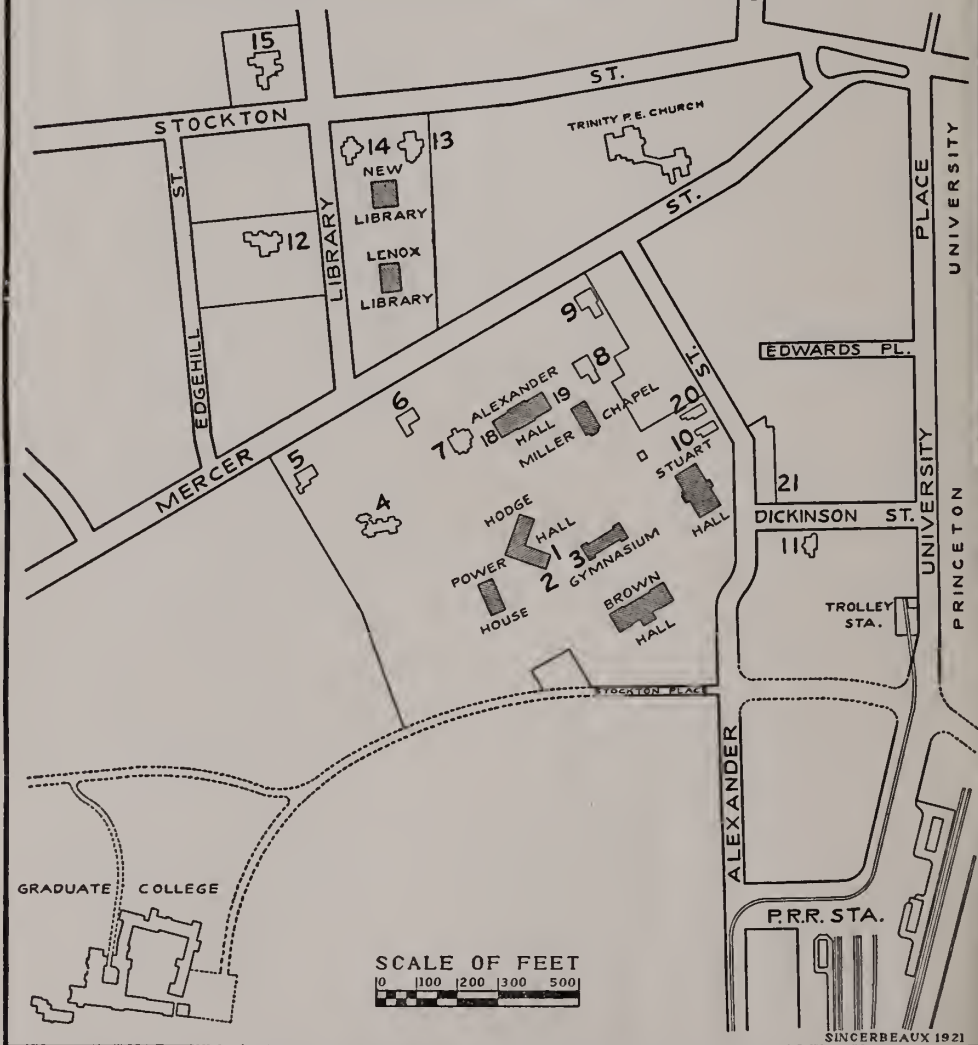 15
STOCKTON ST.
TRINITY P.E. CHURCH
14
13
NEW
LIBRARY
LENOX
LIBRARY
12
LIBRARY
EDGEHILL ST.
MERCER ST.
PLACE
UNIVERSITY
UNIVERSITY
PRINCETON
EDWARDS PL.
9
8
ALEXANDER
HALL
18
19
MILLER CHAPEL
7
6
5
4
20
10
STUART
HALL
ST.
21
DICKINSON ST.
11
HODGE
HALL
1
2
3
GYMNASIUM
POWER
HOUSE
BROWN
HALL
TROLLEY
STA.
STOCKTON PLACE
ALEXANDER
GRADUATE COLLEGE
P.R.R. STA.
SCALE OF FEET
0 100 200 300 500
SINCERBEAUX 1921